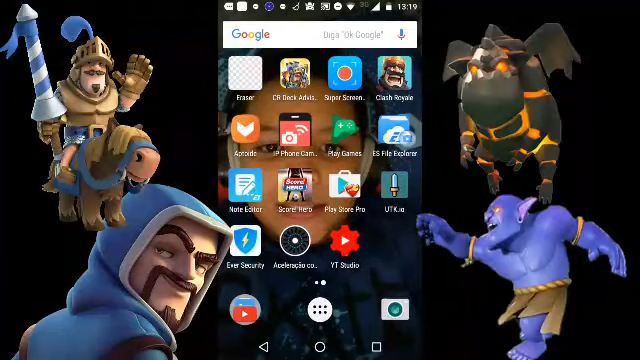 3G 13:19
Google Diga "Ok Google"
Eraser CR Deck Advis.. Super Screen.. Clash Royale
Aptoide IP Phone Cam.. Play Games ES File Explorer
Note Editor Score! Hero Play Store Pro UTK.io
Ever Security Aceleração co.. YT Studio